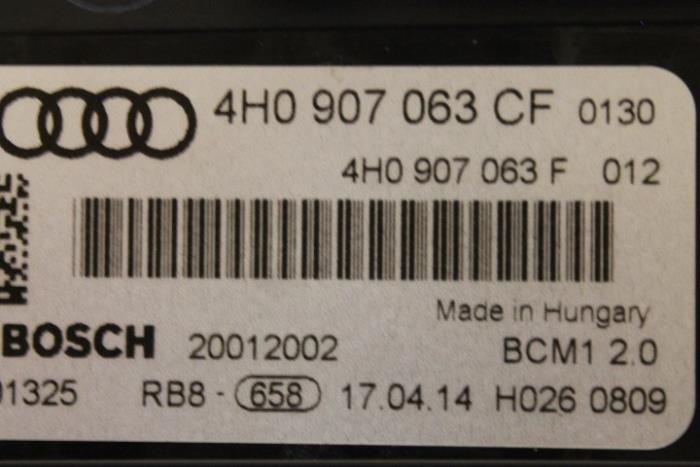 4H0 907 063 CF 0130
4H0 907 063 F 012
Made in Hungary
BOSCH 20012002 BCM1 2.0
01325 RB8 - 658 17.04.14 H026 0809